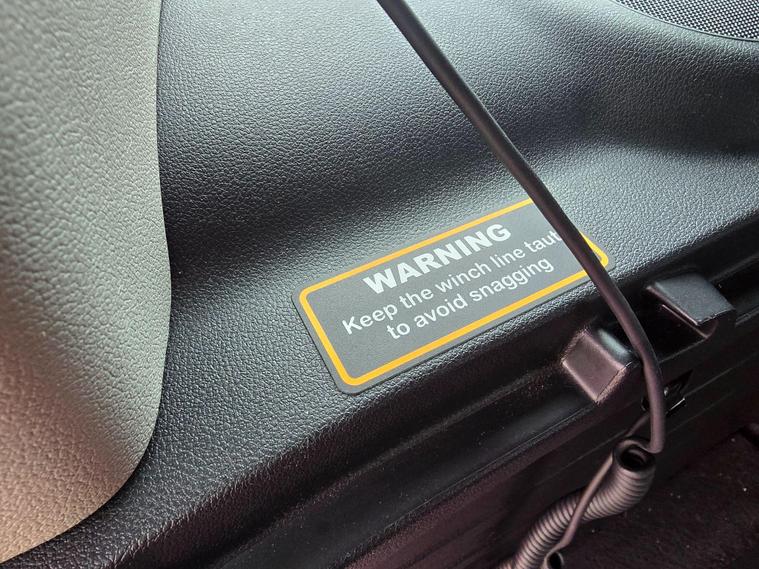 WARNING
Keep the winch line taut
to avoid snagging